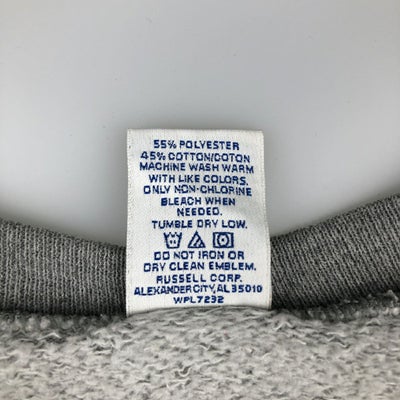 55% POLYESTER
45% COTTON/COTON
MACHINE WASH WARM
WITH LIKE COLORS.
ONLY NON-CHLORINE
BLEACH WHEN
NEEDED.
TUMBLE DRY LOW.
DO NOT IRON OR
DRY CLEAN EMBLEM.
RUSSELL CORP.
ALEXANDER CITY, AL 35010
WPL7232